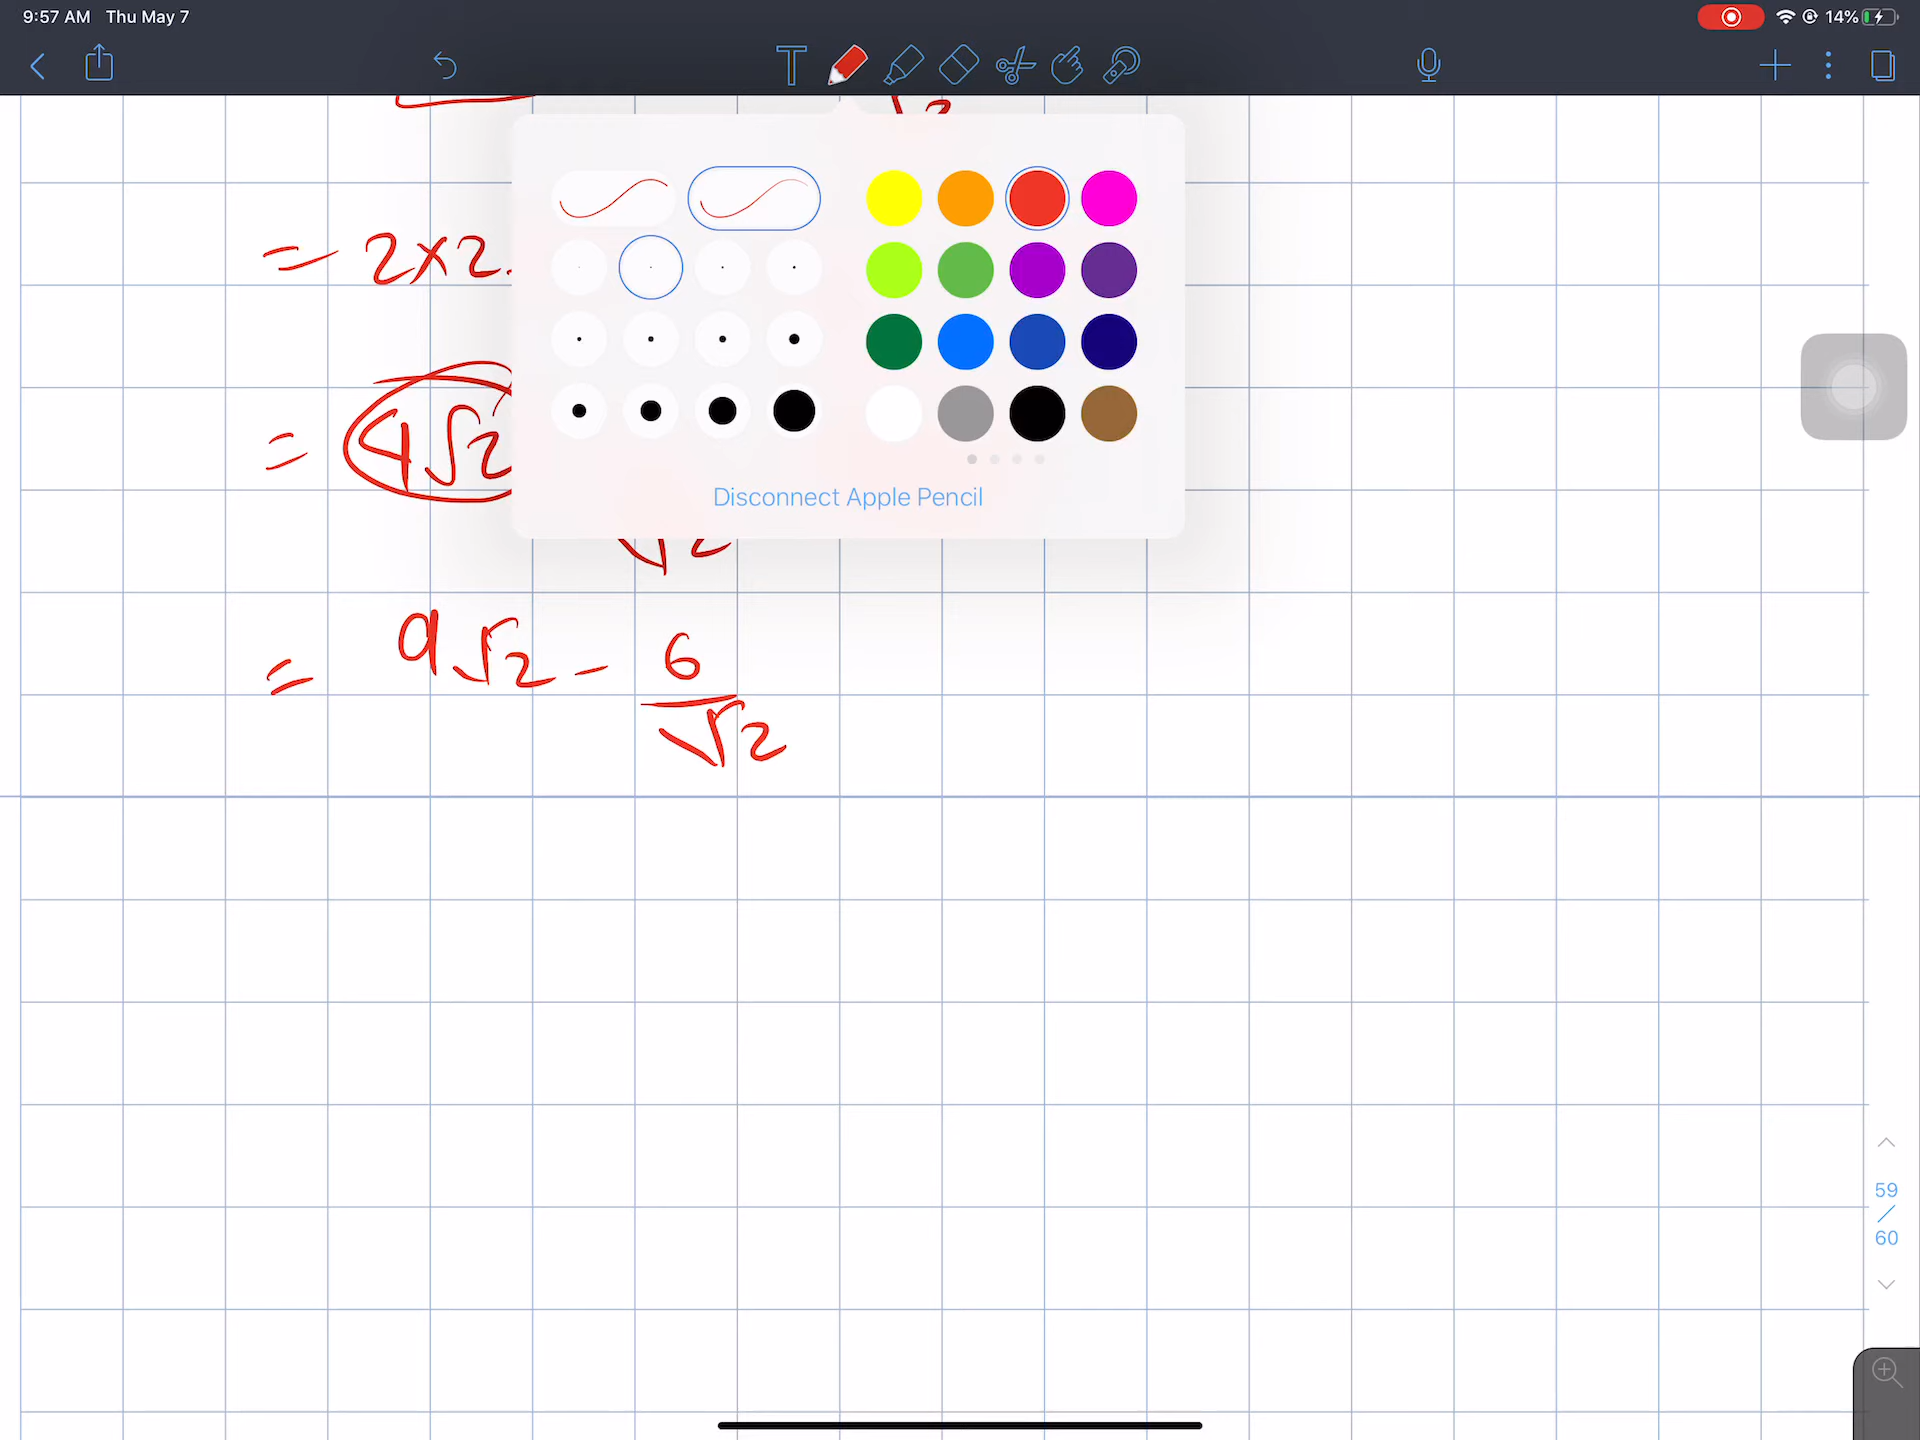 9:57 AM Thu May 7
14%
T
= 2×2.
= 4√2
Disconnect Apple Pencil
√2
= 9√2 - 6/√2
59
/
60